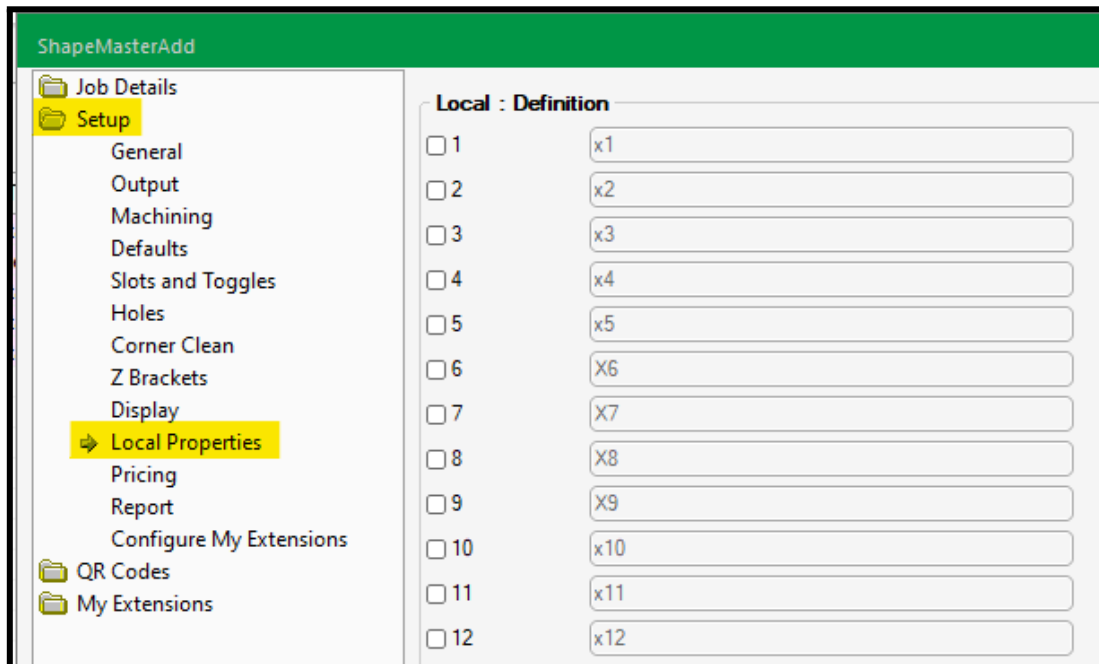 ShapeMasterAdd
Job Details
Setup
General
Output
Machining
Defaults
Slots and Toggles
Holes
Corner Clean
Z Brackets
Display
Local Properties
Pricing
Report
Configure My Extensions
QR Codes
My Extensions
Local : Definition
1 x1
2 x2
3 x3
4 x4
5 x5
6 X6
7 X7
8 X8
9 X9
10 x10
11 x11
12 x12